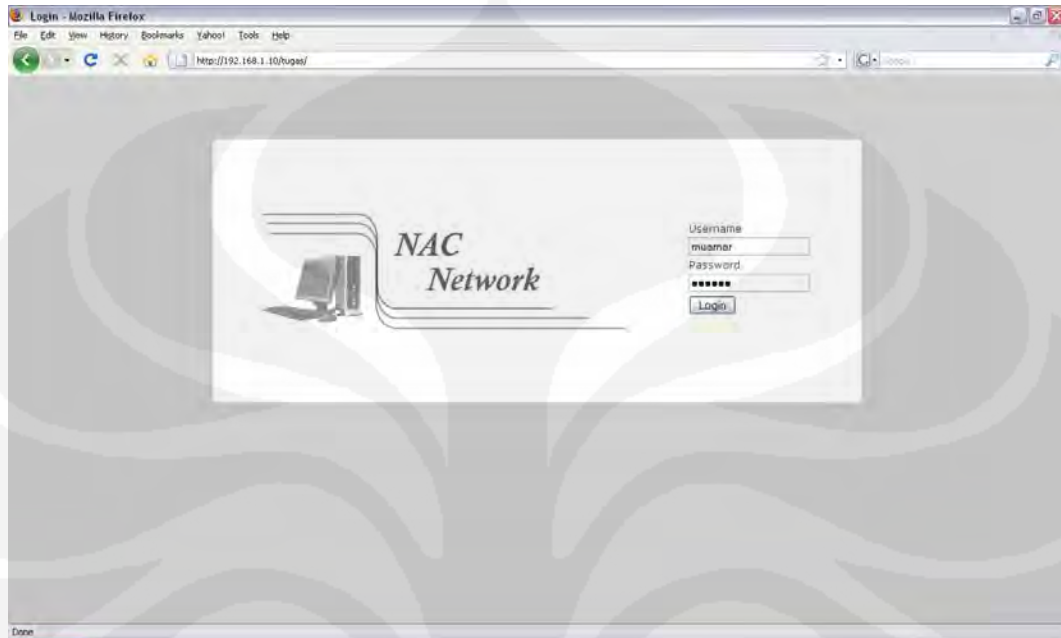 Login - Mozilla Firefox
File Edit View History Bookmarks Yahoo! Tools Help
http://192.168.1.10/tugas/
NAC
Network
Username
muamar
Password
••••••
Login
Done